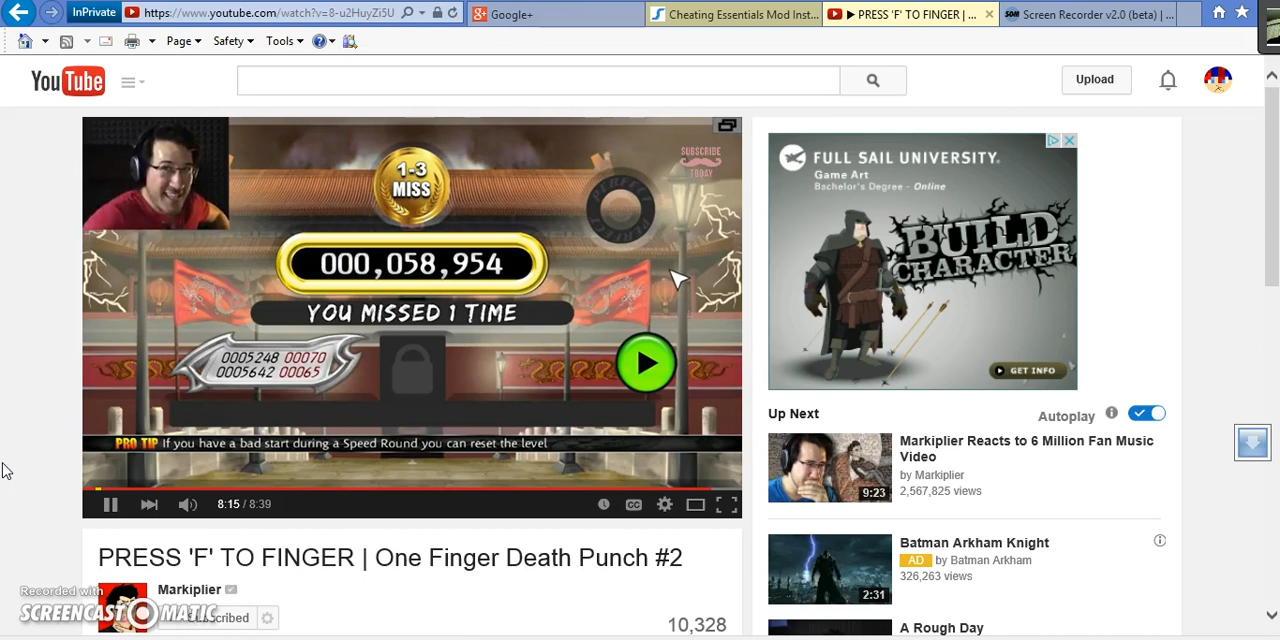 InPrivate
https://www.youtube.com/watch?v=8-u2HuyZi5U
Google+
Cheating Essentials Mod Inst...
▶ PRESS 'F' TO FINGER | ...
SOM Screen Recorder v2.0 (beta) | ...
Page
Safety
Tools
YouTube
Upload
1-3
MISS
SUBSCRIBE
TODAY
PERFECT PERFECT
000,058,954
YOU MISSED 1 TIME
0005248 00070
0005642 00065
PRO TIP If you have a bad start during a Speed Round you can reset the level
8:15 / 8:39
CC
PRESS 'F' TO FINGER | One Finger Death Punch #2
Markiplier
Subscribed
10,328
Recorded with
SCREENCAST-O-MATIC
FULL SAIL UNIVERSITY.
Game Art
Bachelor's Degree - Online
BUILD
CHARACTER
GET INFO
Up Next
Autoplay
Markiplier Reacts to 6 Million Fan Music
Video
by Markiplier
2,567,825 views
9:23
Batman Arkham Knight
AD by Batman Arkham
326,263 views
2:31
A Rough Day